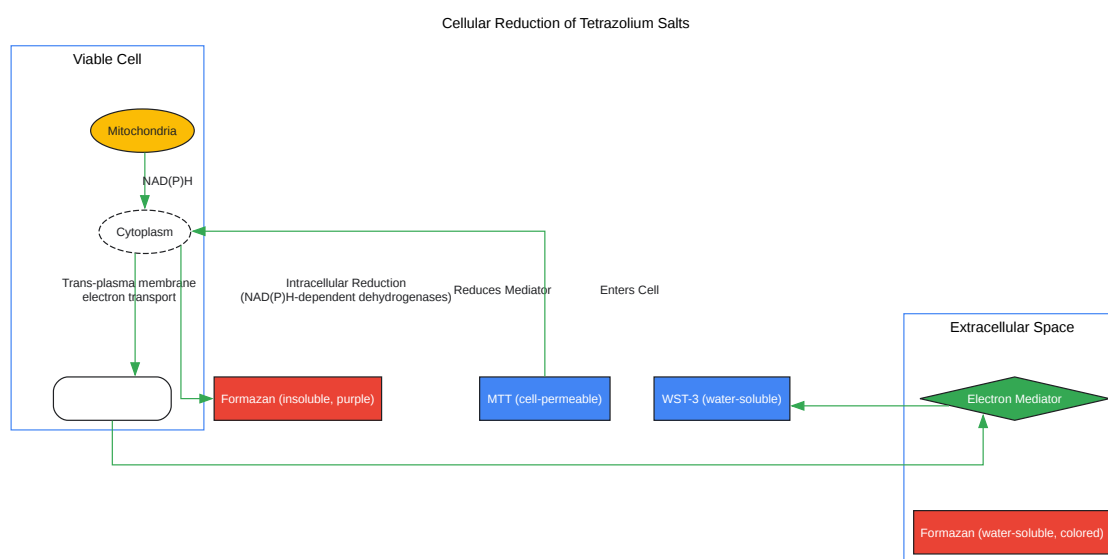 Cellular Reduction of Tetrazolium Salts
Viable Cell
Mitochondria
NAD(P)H
Cytoplasm
Trans-plasma membrane
electron transport
Intracellular Reduction
(NAD(P)H-dependent dehydrogenases)
Reduces Mediator
Enters Cell
Extracellular Space
Formazan (insoluble, purple)
MTT (cell-permeable)
WST-3 (water-soluble)
Electron Mediator
Formazan (water-soluble, colored)